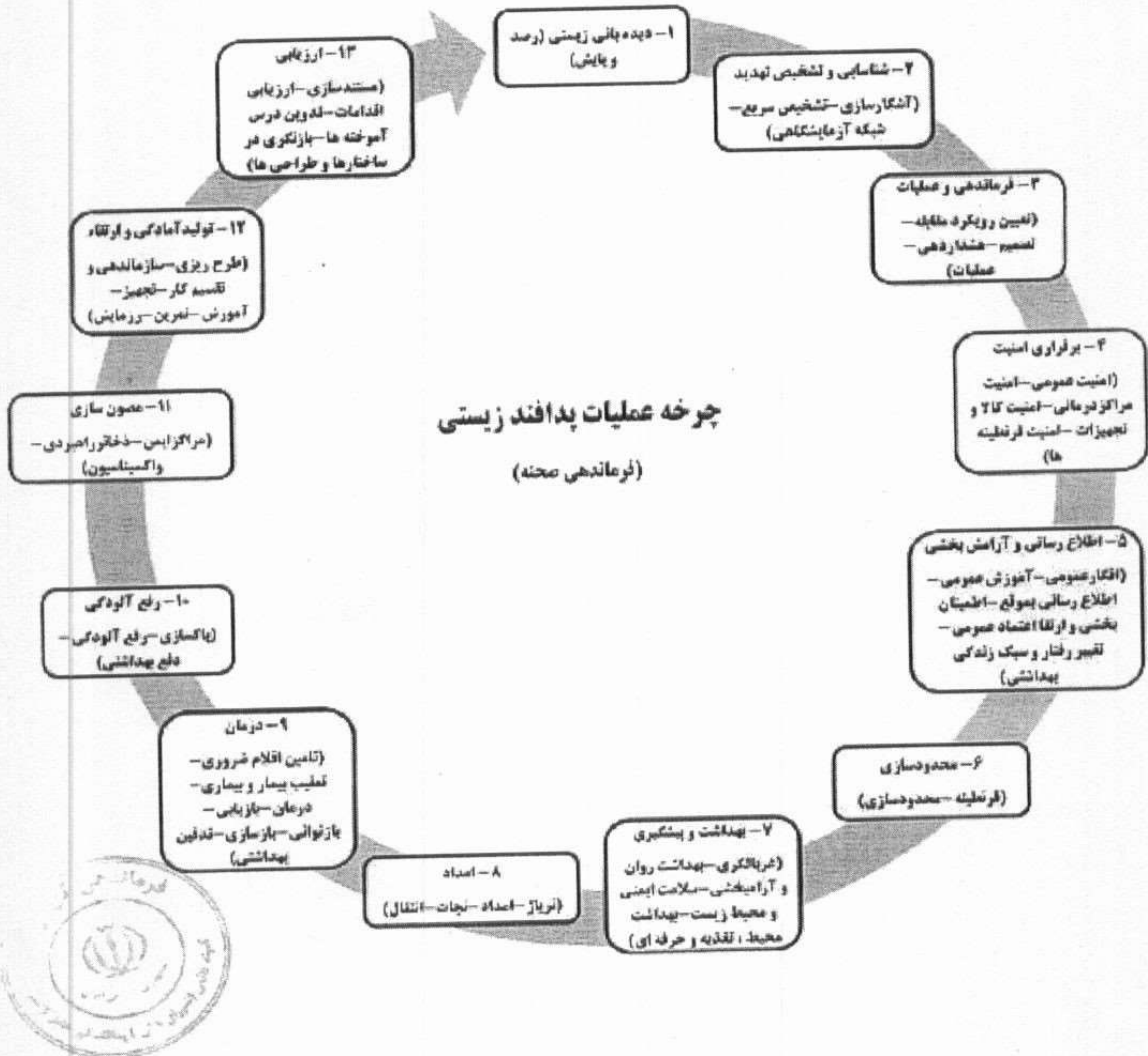 چرخه عملیات پدافند زیستی
(فرماندهی صحنه)
۱- دیده بانی زیستی (رصد
و پایش)
۲- شناسایی و تشخیص تهدید
(آشکارسازی-تشخیص سریع-
شبکه آزمایشگاهی)
۳- فرماندهی و عملیات
(تعیین رویکرد مقابله-
تصمیم-هشداردهی-
عملیات)
۴- برقراری امنیت
(امنیت عمومی-امنیت
مراکزدرمانی-امنیت کالا و
تجهیزات-امنیت قرنطینه
ها)
۵- اطلاع رسانی و آرامش بخشی
(افکارعمومی-آموزش عمومی-
اطلاع رسانی بموقع-اطمینان
بخشی و ارتقا اعتماد عمومی-
تغییر رفتار و سبک زندگی
بهداشتی)
۶- محدودسازی
(قرنطینه-محدودسازی)
۷- بهداشت و پیشگیری
(غربالگری-بهداشت روان
و آرامبخشی-سلامت ایمنی
و محیط زیست-بهداشت
محیط، تغذیه و حرفه ای)
۸- امداد
(تریاژ-امداد-نجات-انتقال)
۹- درمان
(تامین اقلام ضروری-
تعقیب بیمار و بیماری-
درمان-بازیابی-
بازتوانی-بازسازی-تدفین
بهداشتی)
۱۰- رفع آلودگی
(پاکسازی-رفع آلودگی-
دفع بهداشتی)
۱۱- مصون سازی
(مراکزایمن-ذخائرراهبردی-
واکسیناسیون)
۱۲- تولیدآمادگی و ارتقاء
(طرح ریزی-سازماندهی و
تقسیم کار-تجهیز-
آموزش-تمرین-رزمایش)
۱۳- ارزیابی
(مستندسازی-ارزیابی
اقدامات-تدوین درس
آموخته ها-بازنگری در
ساختارها و طراحی ها)